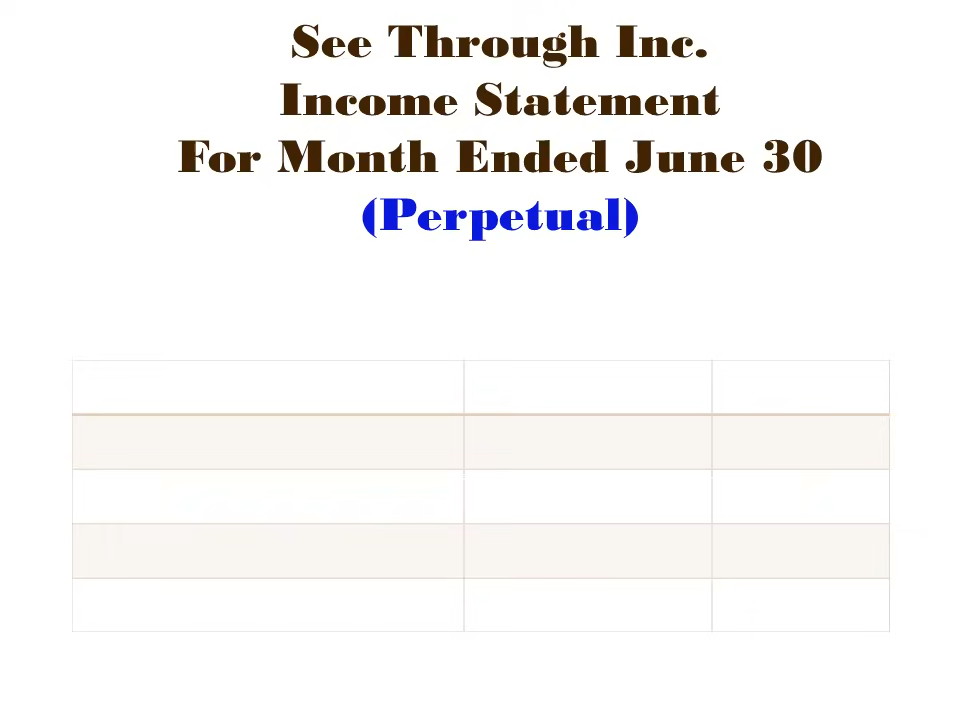 See Through Inc.
Income Statement
For Month Ended June 30
(Perpetual)